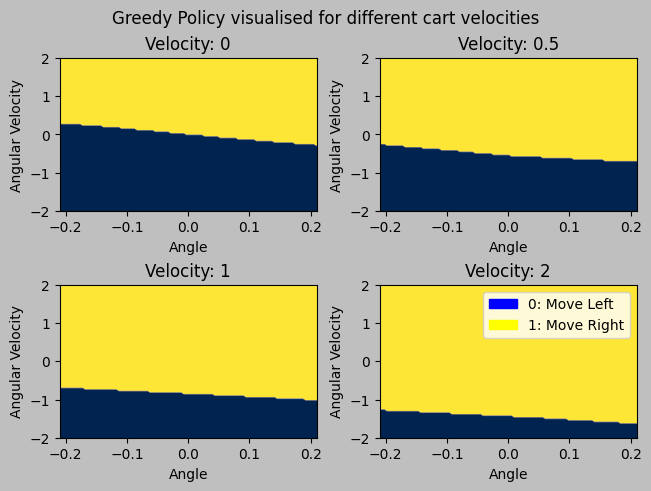 Greedy Policy visualised for different cart velocities
Velocity: 0
2
1
0
−1
−2
Angular Velocity
−0.2 −0.1 0.0 0.1 0.2
Angle
Velocity: 0.5
2
1
0
−1
−2
Angular Velocity
−0.2 −0.1 0.0 0.1 0.2
Angle
Velocity: 1
2
1
0
−1
−2
Angular Velocity
−0.2 −0.1 0.0 0.1 0.2
Angle
Velocity: 2
0: Move Left
1: Move Right
2
1
0
−1
−2
Angular Velocity
−0.2 −0.1 0.0 0.1 0.2
Angle